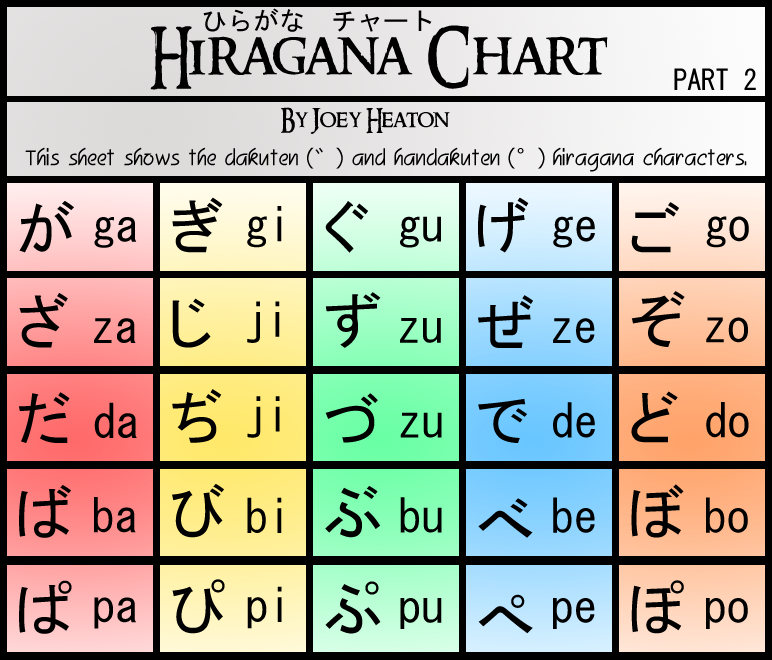 ひらがな チャート
HIRAGANA CHART
PART 2
BY JOEY HEATON
This sheet shows the dakuten (゛) and handakuten (゜) hiragana characters.
が ga ぎ gi ぐ gu げ ge ご go
ざ za じ ji ず zu ぜ ze ぞ zo
だ da ぢ ji づ zu で de ど do
ば ba び bi ぶ bu べ be ぼ bo
ぱ pa ぴ pi ぷ pu ぺ pe ぽ po